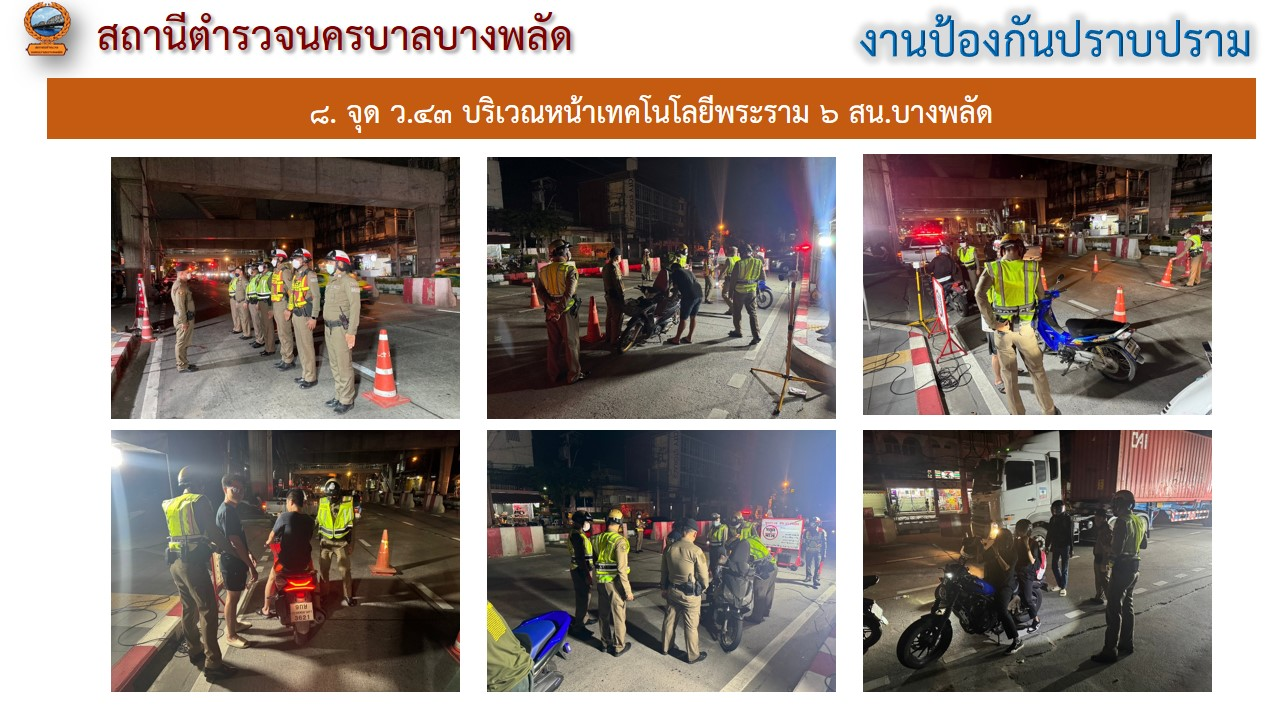 สถานีตำรวจนครบาลบางพลัด
งานป้องกันปราบปราม
๘. จุด ว.๔๓ บริเวณหน้าเทคโนโลยีพระราม ๖ สน.บางพลัด
CAI
3621